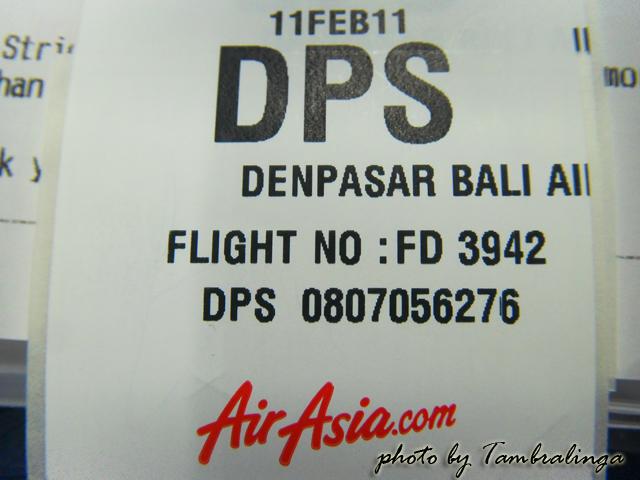 11FEB11
DPS
DENPASAR BALI AI
FLIGHT NO : FD 3942
DPS 0807056276
AirAsia.com
photo by Tambralinga